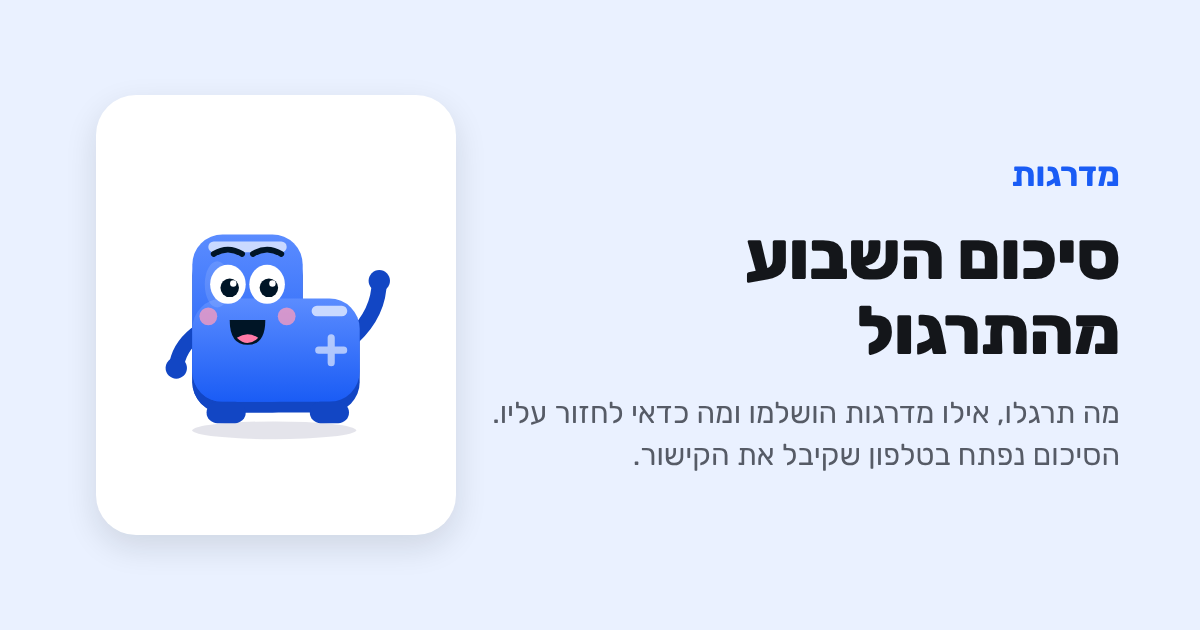 מדרגות
סיכום השבוע
מהתרגול
מה תרגלו, אילו מדרגות הושלמו ומה כדאי לחזור עליו.
הסיכום נפתח בטלפון שקיבל את הקישור.